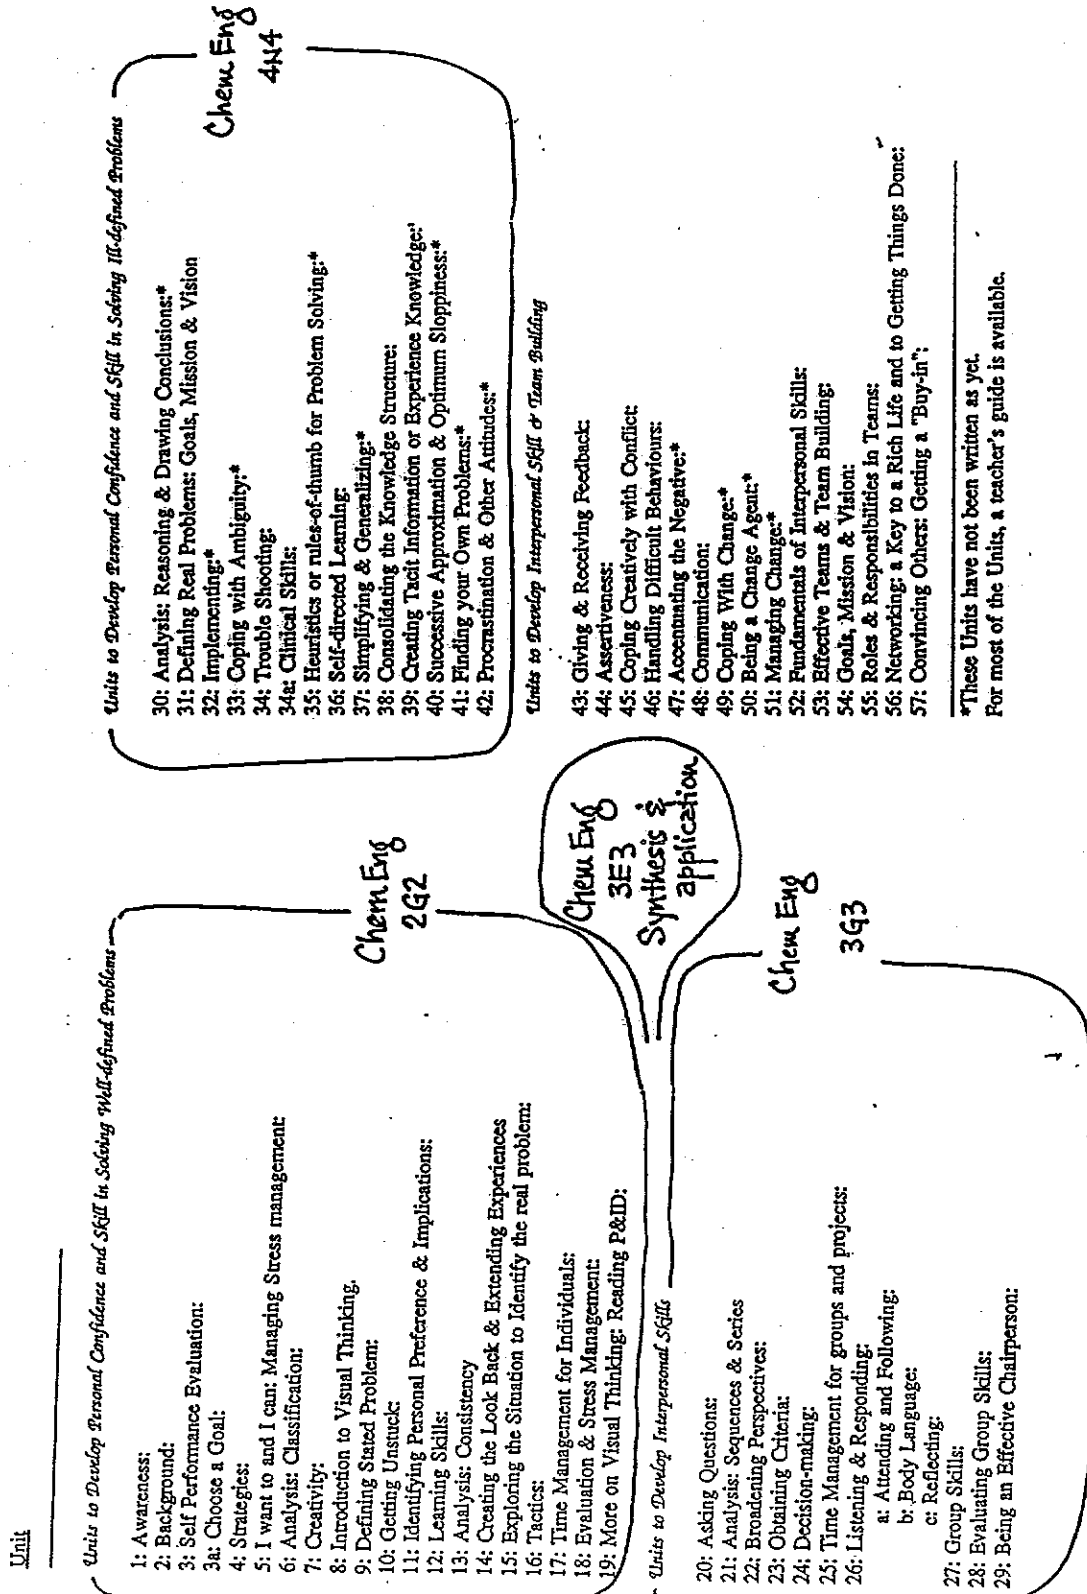 Unit
Units to Develop Personal Confidence and Skill in Solving Well-defined Problems
1: Awareness:
2: Background:
3: Self Performance Evaluation:
3a: Choose a Goal:
4: Strategies:
5: I want to and I can: Managing Stress management:
6: Analysis: Classification:
7: Creativity:
8: Introduction to Visual Thinking.
9: Defining Stated Problem:
10: Getting Unstuck:
11: Identifying Personal Preference & Implications:
12: Learning Skills:
13: Analysis: Consistency
14: Creating the Look Back & Extending Experiences
15: Exploring the Situation to Identify the real problem:
16: Tactics:
17: Time Management for Individuals:
18: Evaluation & Stress Management:
19: More on Visual Thinking: Reading P&ID:
Chem Eng
2G2
Chem Eng
3E3
Synthesis &
application
Units to Develop Interpersonal Skills
20: Asking Questions:
21: Analysis: Sequences & Series
22: Broadening Perspectives:
23: Obtaining Criteria:
24: Decision-making:
25: Time Management for groups and projects:
26: Listening & Responding:
a: Attending and Following:
b: Body Language:
c: Reflecting:
27: Group Skills:
28: Evaluating Group Skills:
29: Being an Effective Chairperson:
Chem Eng
3G3
Units to Develop Personal Confidence and Skill in Solving Ill-defined Problems
30: Analysis: Reasoning & Drawing Conclusions:*
31: Defining Real Problems: Goals, Mission & Vision
32: Implementing:*
33: Coping with Ambiguity:*
34: Trouble Shooting:
34a: Clinical Skills:
35: Heuristics or rules-of-thumb for Problem Solving:*
36: Self-directed Learning:
37: Simplifying & Generalizing:*
38: Consolidating the Knowledge Structure:
39: Creating Tacit Information or Experience Knowledge:*
40: Successive Approximation & Optimum Sloppiness:*
41: Finding your Own Problems:*
42: Procrastination & Other Attitudes:*
Chem Eng
4N4
Units to Develop Interpersonal Skill & Team Building
43: Giving & Receiving Feedback:
44: Assertiveness:
45: Coping Creatively with Conflict:
46: Handling Difficult Behaviours:
47: Accentuating the Negative:*
48: Communication:
49: Coping With Change:*
50: Being a Change Agent:*
51: Managing Change:*
52: Fundamentals of Interpersonal Skills:
53: Effective Teams & Team Building:
54: Goals, Mission & Vision:
55: Roles & Responsibilities in Teams:
56: Networking: a Key to a Rich Life and to Getting Things Done:
57: Convincing Others: Getting a "Buy-in":
*These Units have not been written as yet.
For most of the Units, a teacher's guide is available.